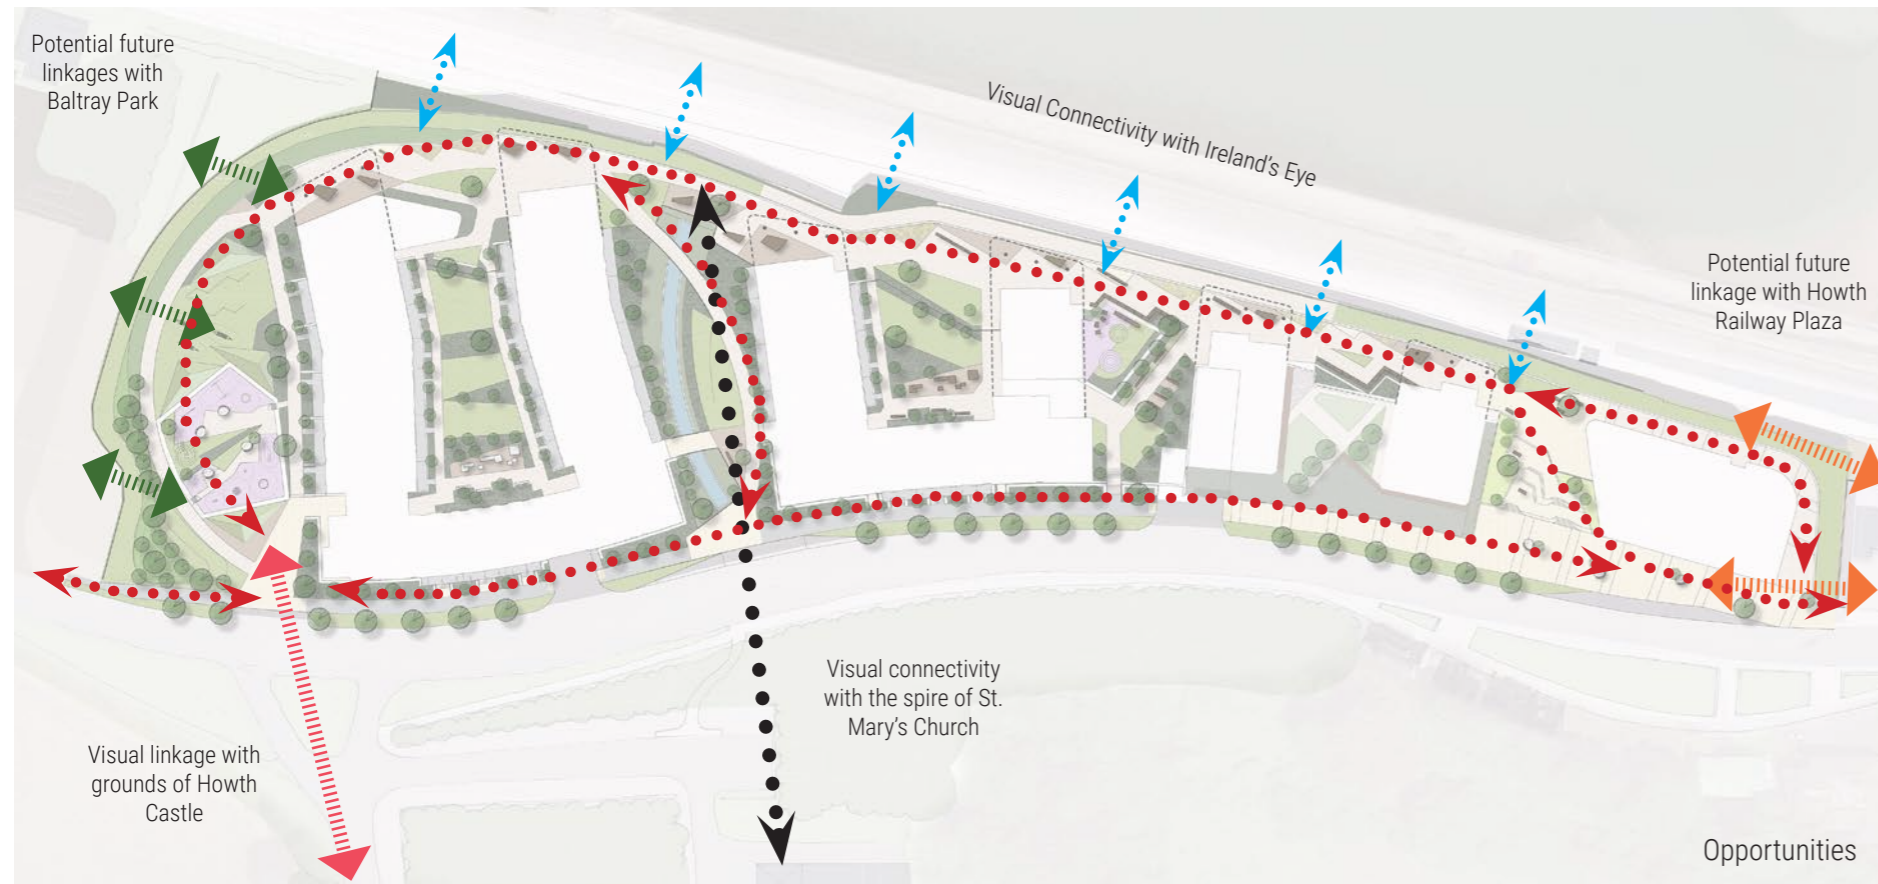 Potential future
linkages with
Baltray Park
Visual Connectivity with Ireland's Eye
Potential future
linkage with Howth
Railway Plaza
Visual connectivity
with the spire of St.
Mary's Church
Visual linkage with
grounds of Howth
Castle
Opportunities